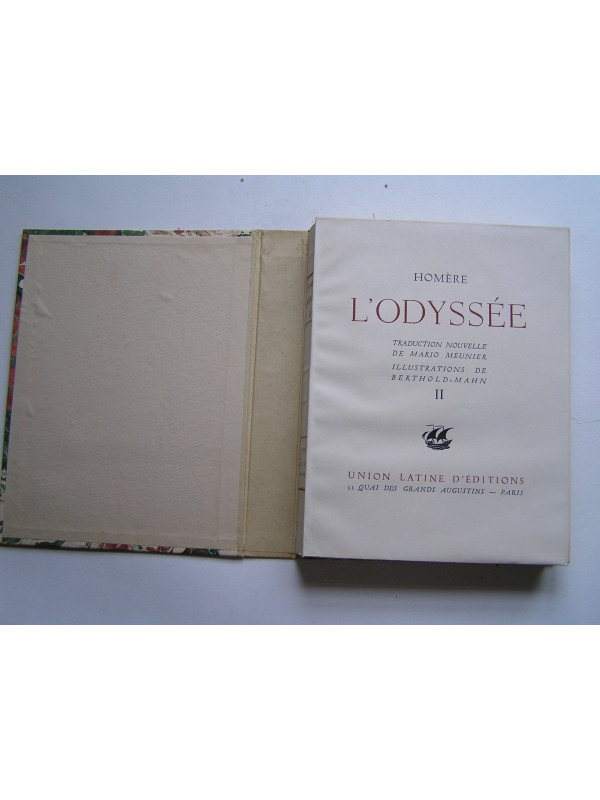 HOMÈRE
L'ODYSSÉE
TRADUCTION NOUVELLE
DE MARIO MEUNIER
ILLUSTRATIONS DE
BERTHOLD-MAHN
II
UNION LATINE D'ÉDITIONS
QUAI DES GRANDS AUGUSTINS — PARIS